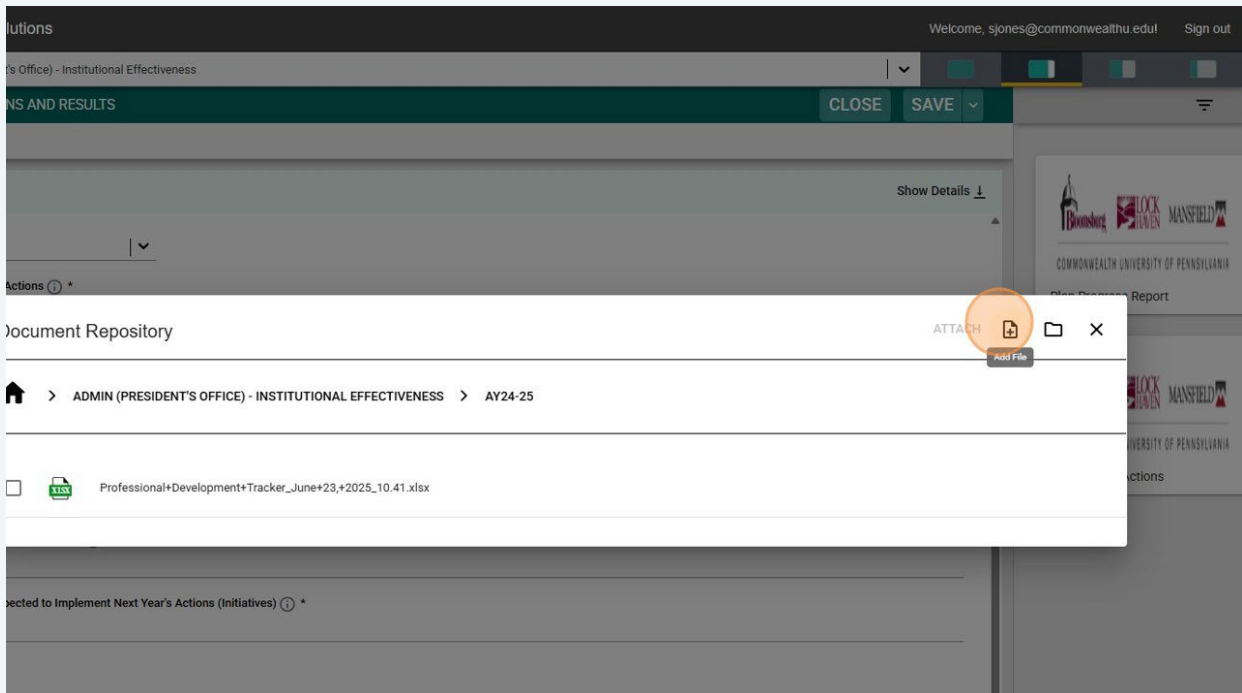 lutions
Welcome, sjones@commonwealthu.edu! Sign out
t's Office) - Institutional Effectiveness
NS AND RESULTS
CLOSE SAVE
Show Details
Actions *
Bloomsburg LOCK HAVEN MANSFIELD
COMMONWEALTH UNIVERSITY OF PENNSYLVANIA
Plan Progress Report
Document Repository
ATTACH
Add File
ADMIN (PRESIDENT'S OFFICE) - INSTITUTIONAL EFFECTIVENESS > AY24-25
LOCK HAVEN MANSFIELD
IVERSITY OF PENNSYLVANIA
Actions
XLSX Professional+Development+Tracker_June+23,+2025_10.41.xlsx
pected to Implement Next Year's Actions (Initiatives) *